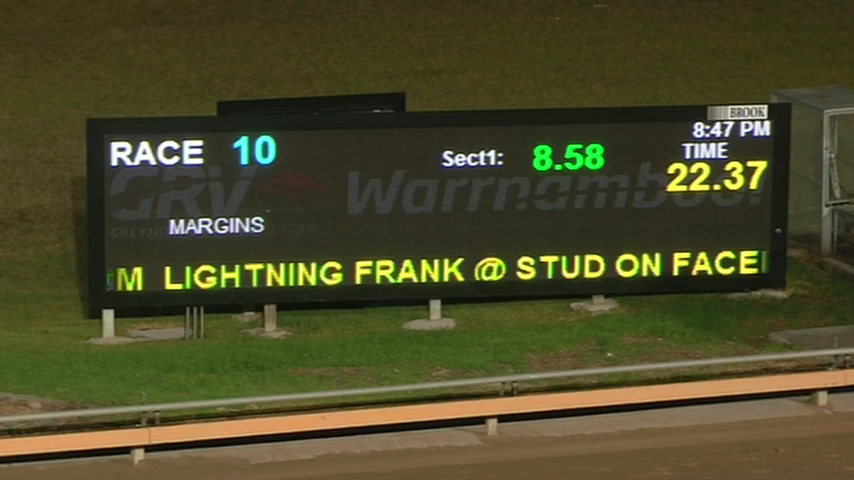 BROOK
8:47 PM
RACE 10 Sect1: 8.58 TIME
22.37
GRV Warrnambool
MARGINS
M LIGHTNING FRANK @ STUD ON FACE